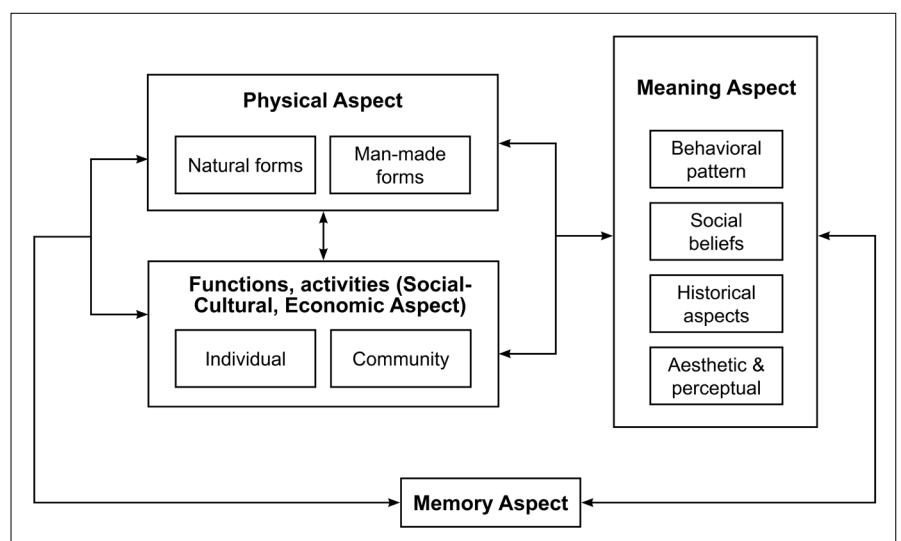 Physical Aspect
Natural forms
Man-made
forms
Functions, activities (Social-
Cultural, Economic Aspect)
Individual
Community
Meaning Aspect
Behavioral
pattern
Social
beliefs
Historical
aspects
Aesthetic &
perceptual
Memory Aspect